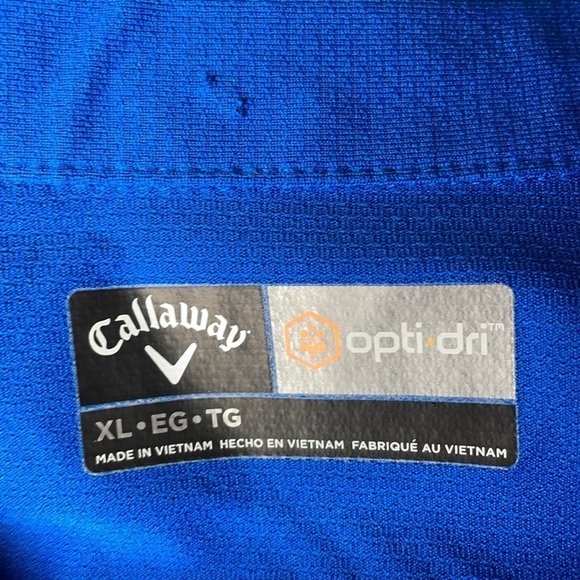 Callaway
opti·dri™
XL•EG•TG
MADE IN VIETNAM HECHO EN VIETNAM FABRIQUÉ AU VIETNAM